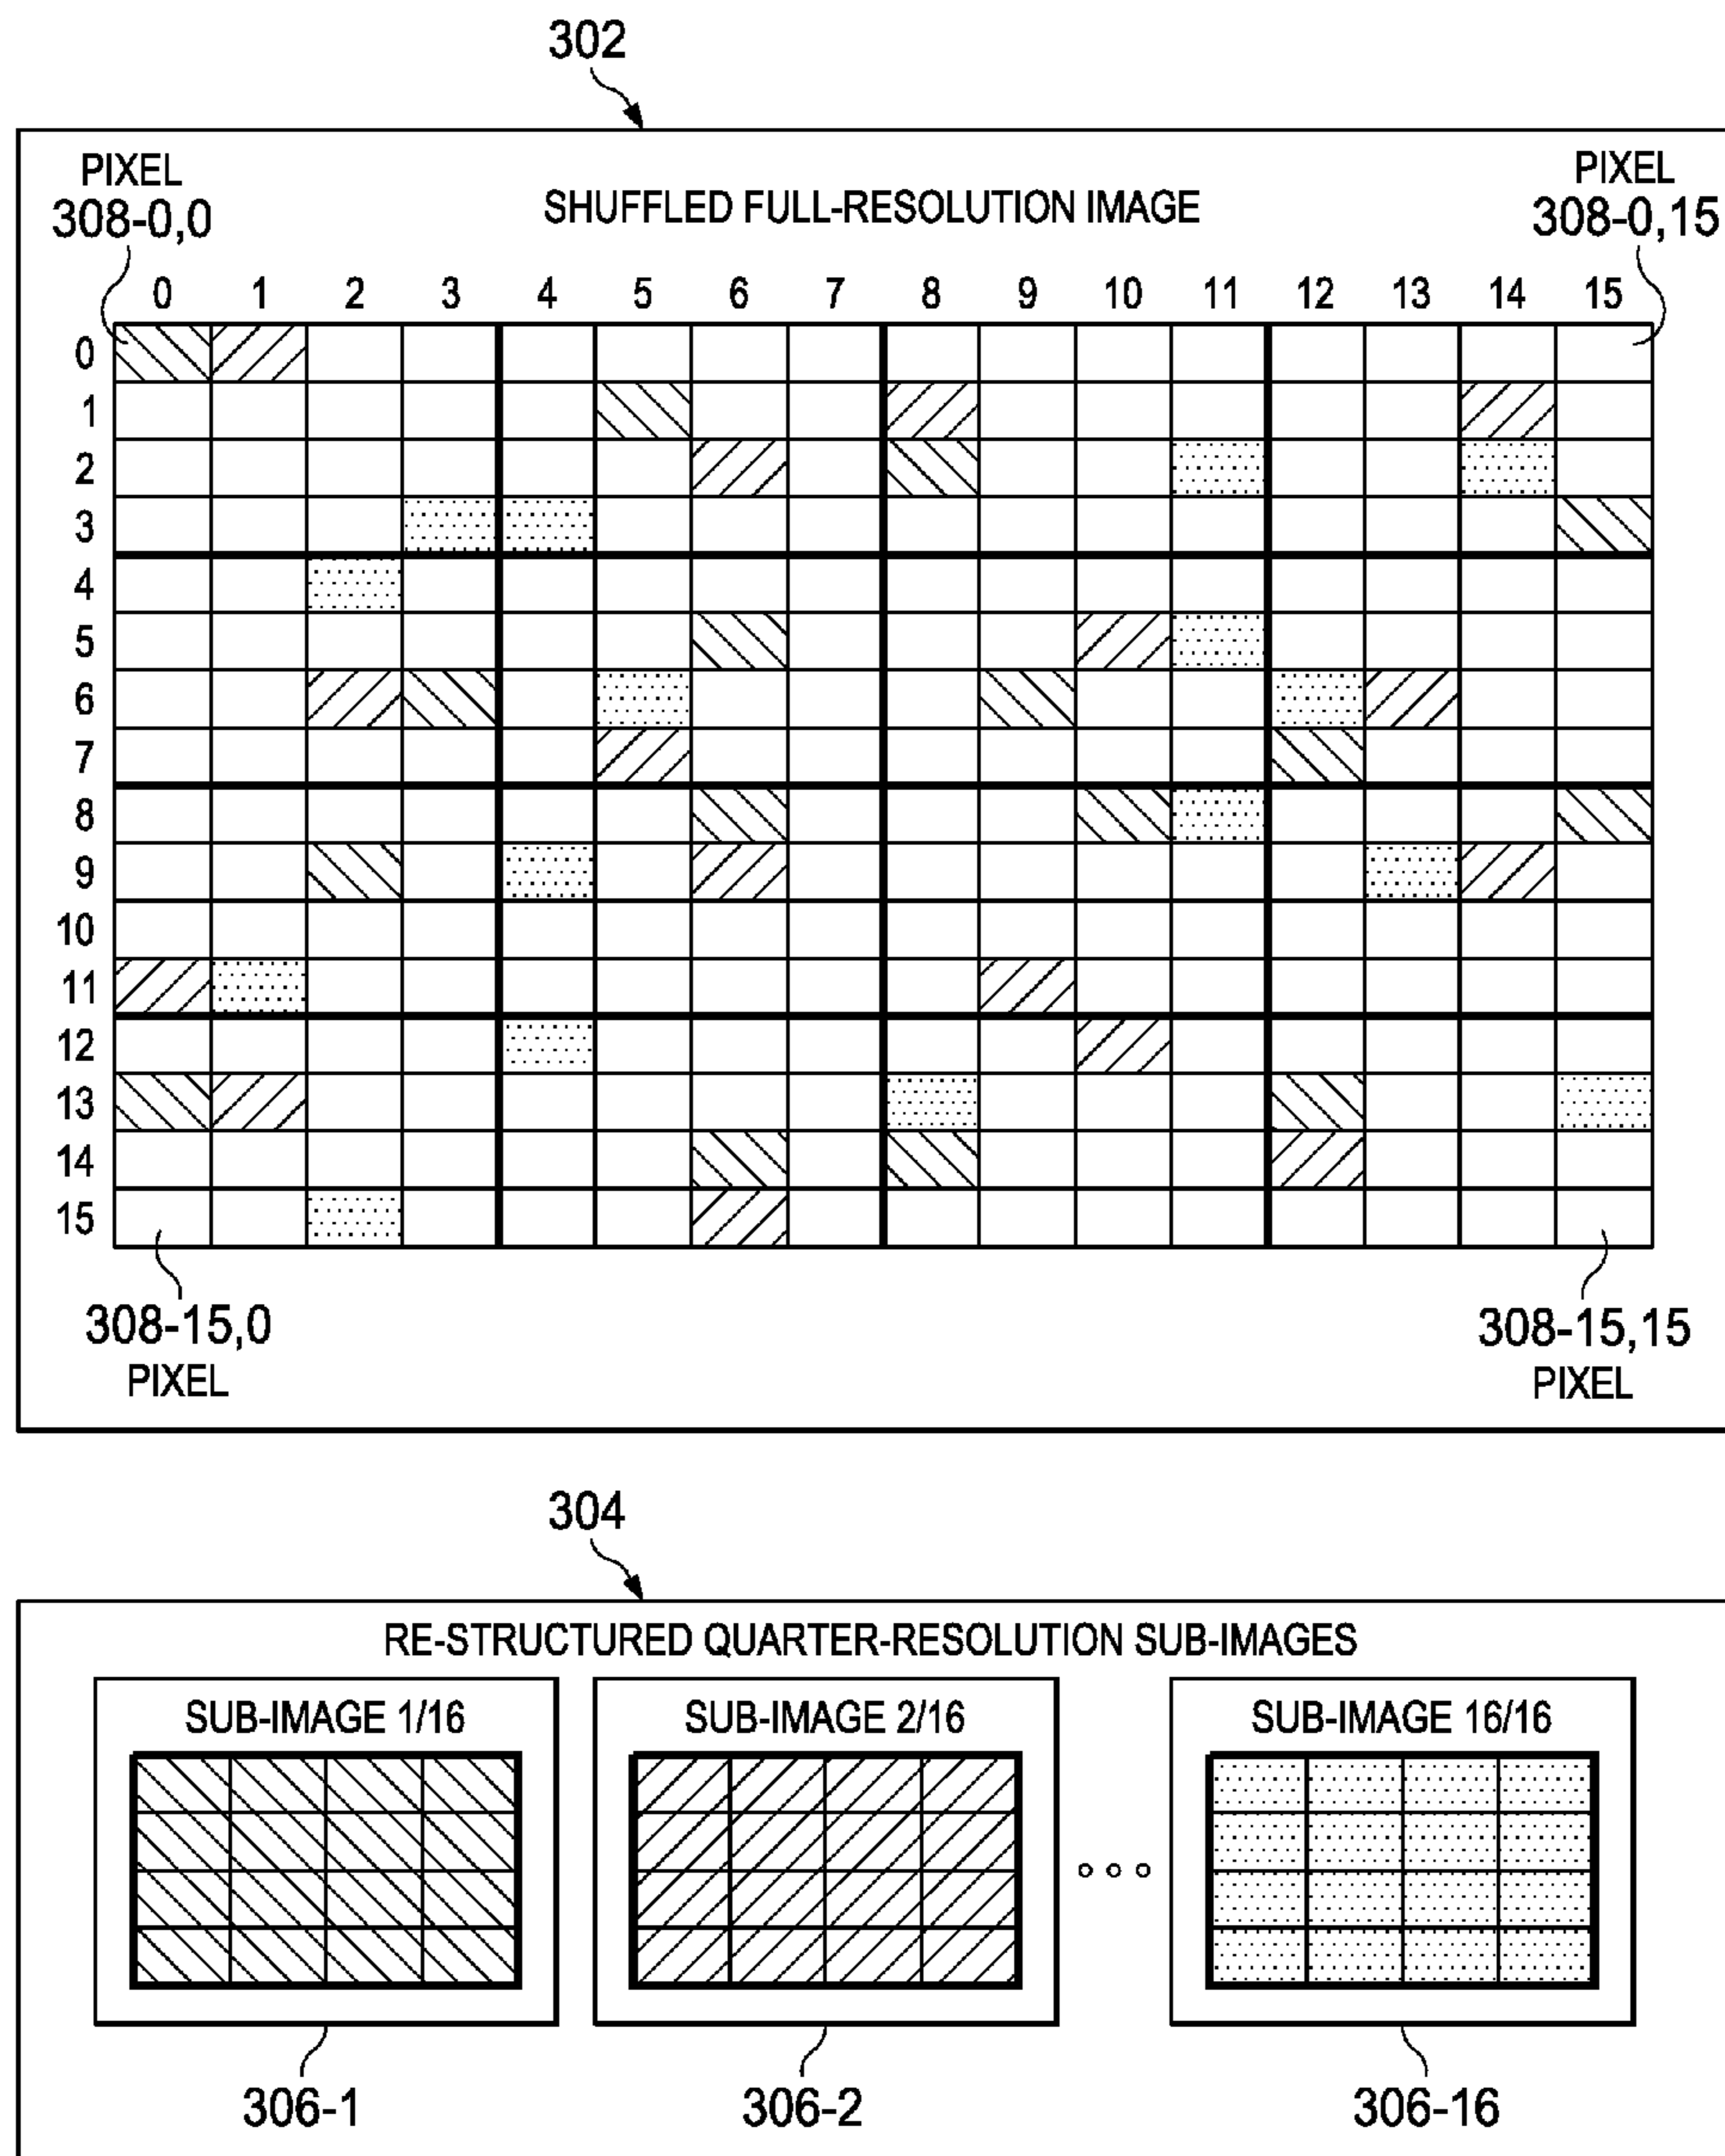 302
PIXEL
308-0,0
SHUFFLED FULL-RESOLUTION IMAGE
PIXEL
308-0,15
0 1 2 3 4 5 6 7 8 9 10 11 12 13 14 15
0
1
2
3
4
5
6
7
8
9
10
11
12
13
14
15
308-15,0
PIXEL
308-15,15
PIXEL
304
RE-STRUCTURED QUARTER-RESOLUTION SUB-IMAGES
SUB-IMAGE 1/16
SUB-IMAGE 2/16
SUB-IMAGE 16/16
306-1
306-2
306-16